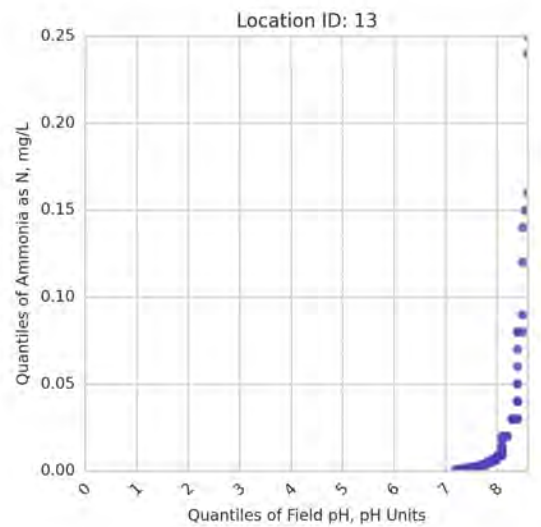 Location ID: 13
Quantiles of Ammonia as N, mg/L
0.25
0.20
0.15
0.10
0.05
0.00
0 1 2 3 4 5 6 7 8
Quantiles of Field pH, pH Units